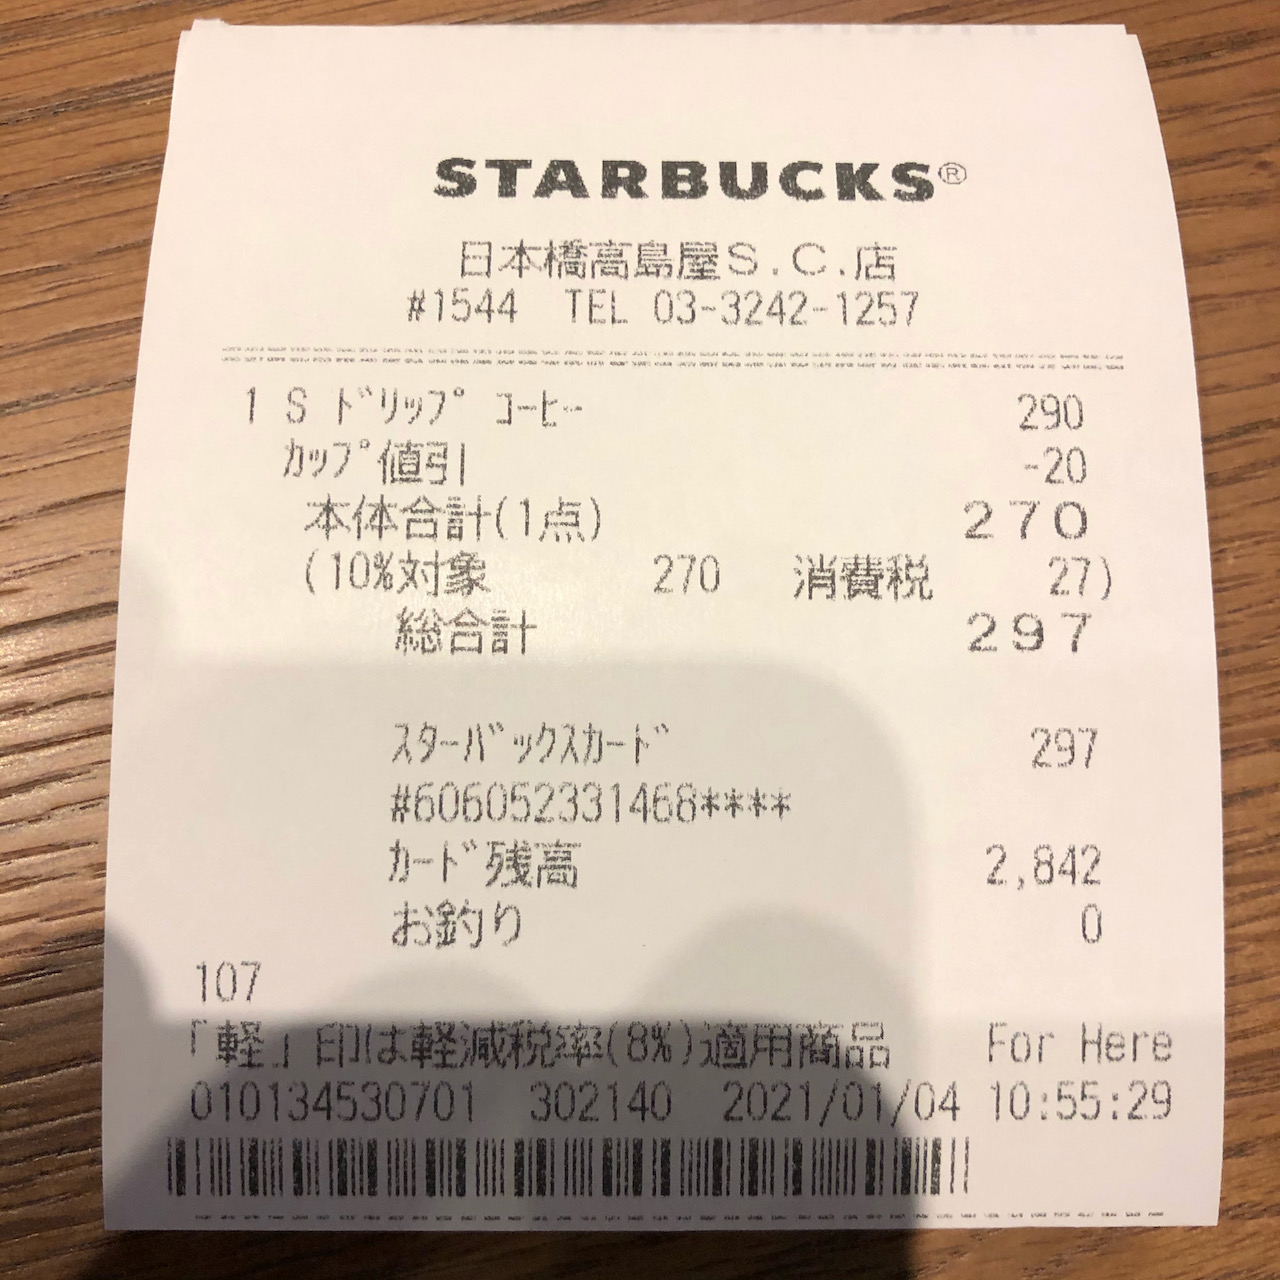 STARBUCKS®
日本橋高島屋S.C.店
#1544 TEL 03-3242-1257
1 S ﾄﾞﾘｯﾌﾟ ｺｰﾋｰ 290
ｶｯﾌﾟ値引 -20
本体合計(1点) 270
(10%対象 270 消費税 27)
総合計 297
ｽﾀｰﾊﾞｯｸｽｶｰﾄﾞ 297
#606052331468****
ｶｰﾄﾞ残高 2,842
お釣り 0
107
「軽」印は軽減税率(8%)適用商品 For Here
010134530701 302140 2021/01/04 10:55:29